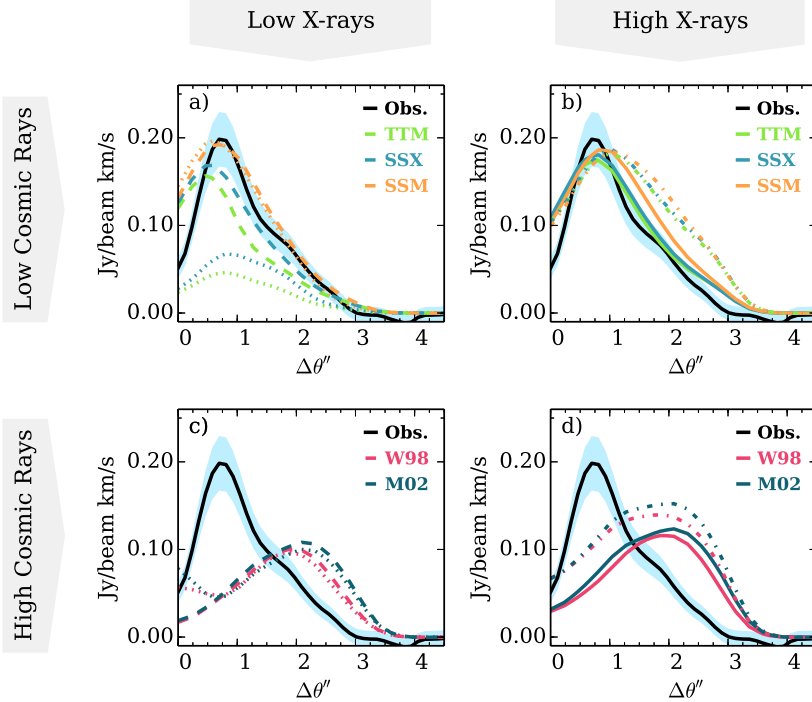 Low X-rays
High X-rays
Low Cosmic Rays
High Cosmic Rays
a)
Obs.
TTM
SSX
SSM
Jy/beam km/s
0.20
0.10
0.00
0 1 2 3 4
Δθ″
b)
Obs.
TTM
SSX
SSM
Jy/beam km/s
0.20
0.10
0.00
0 1 2 3 4
Δθ″
c)
Obs.
W98
M02
Jy/beam km/s
0.20
0.10
0.00
0 1 2 3 4
Δθ″
d)
Obs.
W98
M02
Jy/beam km/s
0.20
0.10
0.00
0 1 2 3 4
Δθ″